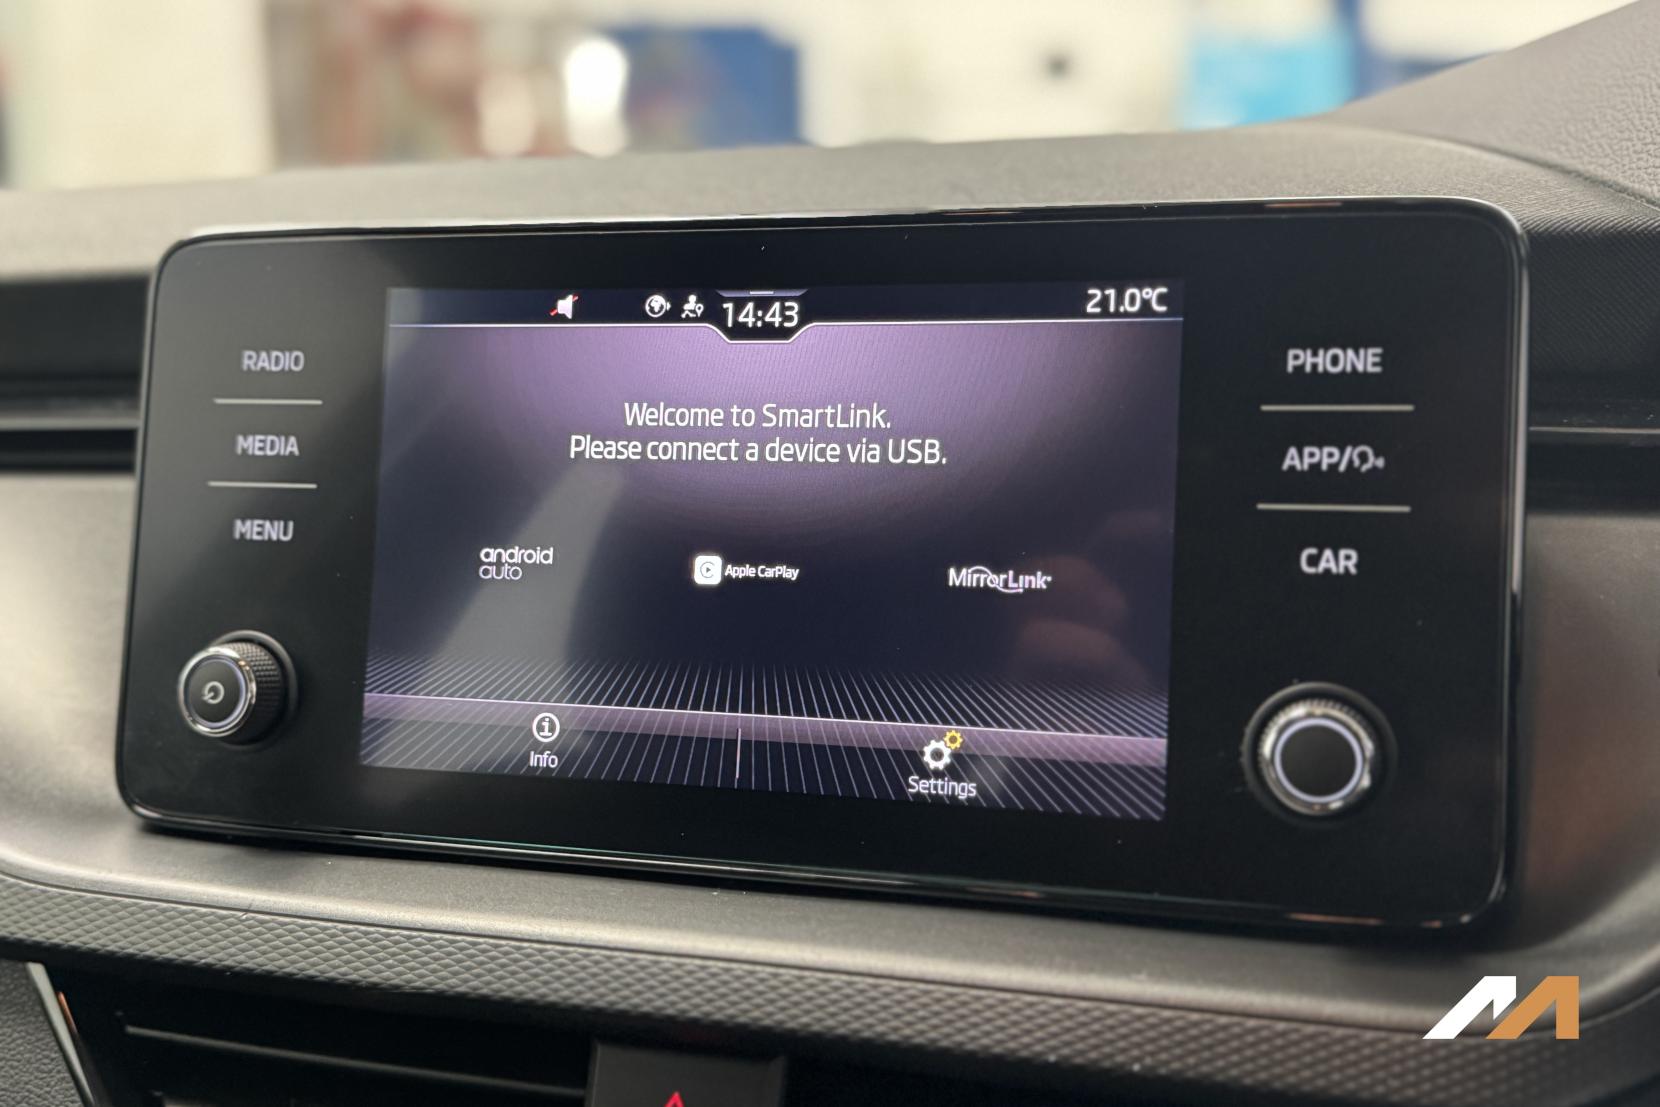 14:43
21.0°C
RADIO
MEDIA
MENU
Welcome to SmartLink.
Please connect a device via USB.
android
auto
Apple CarPlay
MirrorLink
Info
Settings
PHONE
APP/
CAR